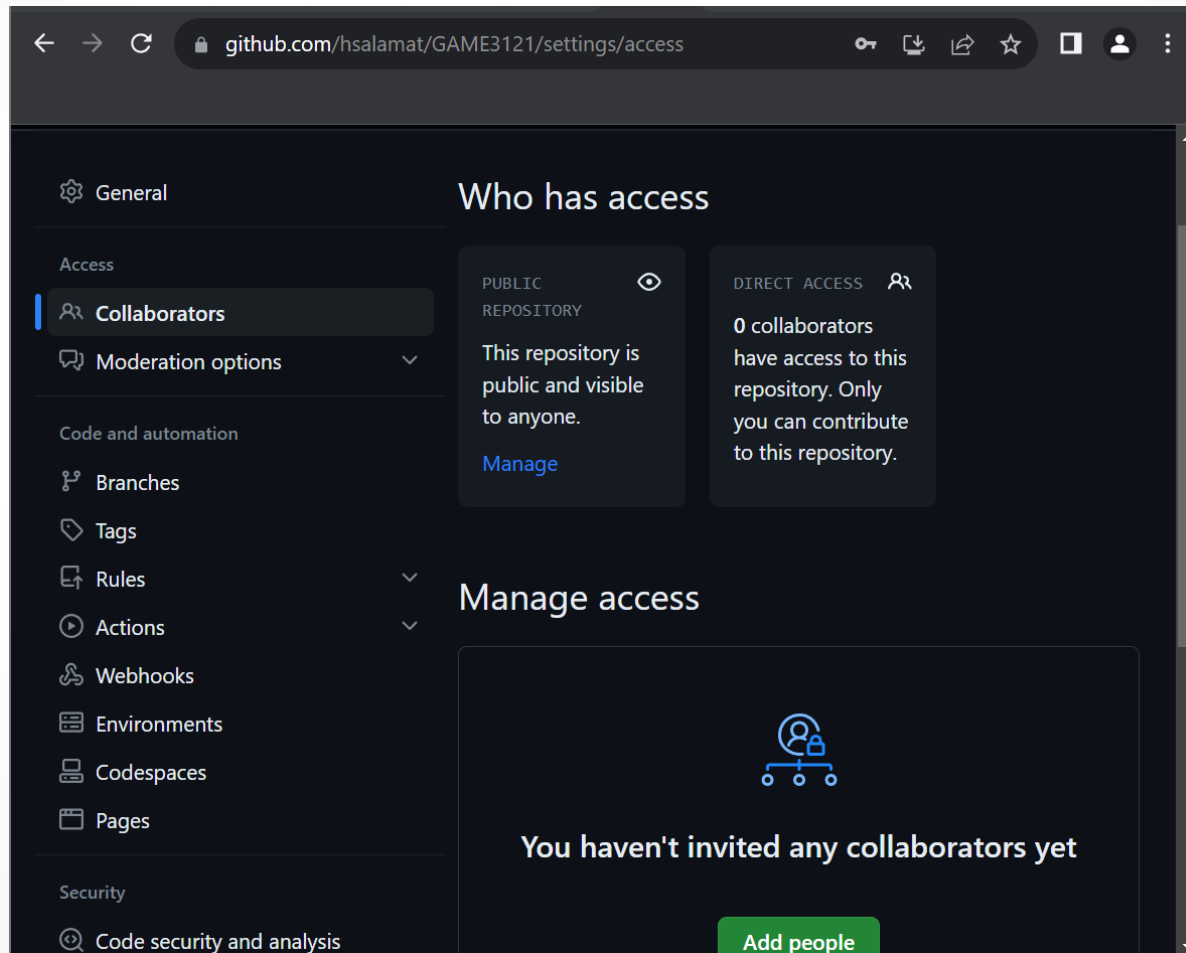 github.com/hsalamat/GAME3121/settings/access
General
Access
Collaborators
Moderation options
Code and automation
Branches
Tags
Rules
Actions
Webhooks
Environments
Codespaces
Pages
Security
Code security and analysis
Who has access
PUBLIC
REPOSITORY
This repository is
public and visible
to anyone.
Manage
DIRECT ACCESS
0 collaborators
have access to this
repository. Only
you can contribute
to this repository.
Manage access
You haven't invited any collaborators yet
Add people